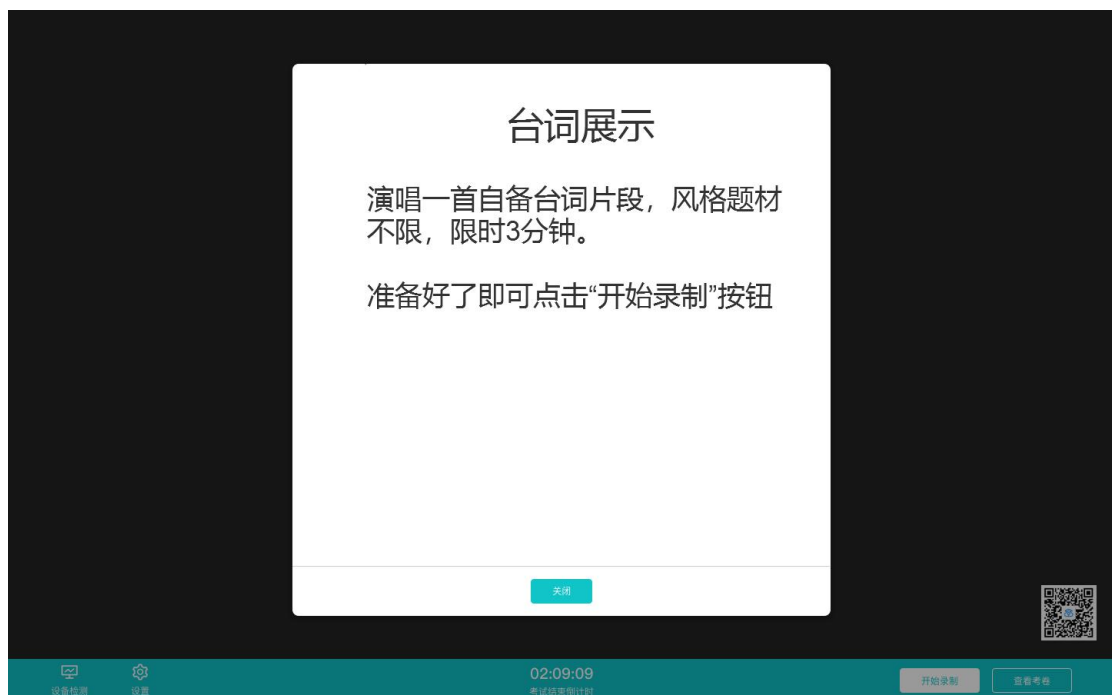 台词展示
演唱一首自备台词片段，风格题材
不限，限时3分钟。
准备好了即可点击“开始录制”按钮
关闭
设备检测
设置
02:09:09
考试结束倒计时
开始录制
查看考卷